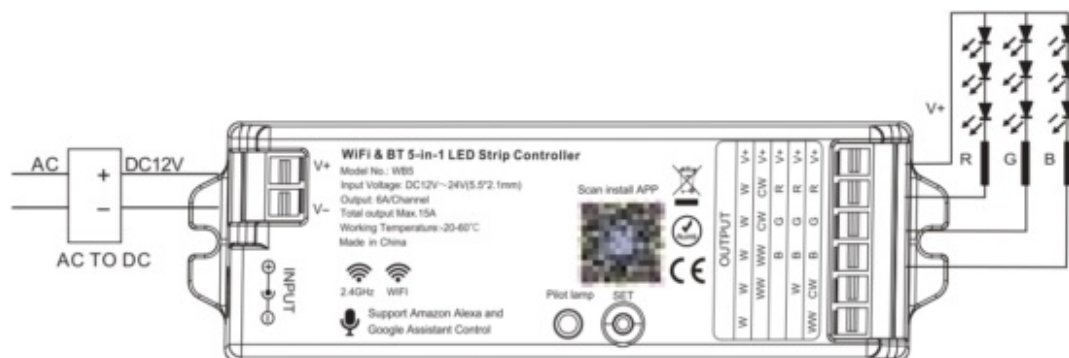 AC
DC12V
+
−
AC TO DC
V+
V−
INPUT
WiFi & BT 5-in-1 LED Strip Controller
Model No.: WB5
Input Voltage: DC12V~24V(5.5*2.1mm)
Output: 6A/Channel
Total output Max.15A
Working Temperature:-20-60℃
Made in China
2.4GHz
WIFI
Support Amazon Alexa and
Google Assistant Control
Scan install APP
Pilot lamp
SET
RoHS
CE
OUTPUT
W W W W W V+
WW WW CW CW V+
B G R V+
W B G R V+
WW CW B G R V+
V+
R G B